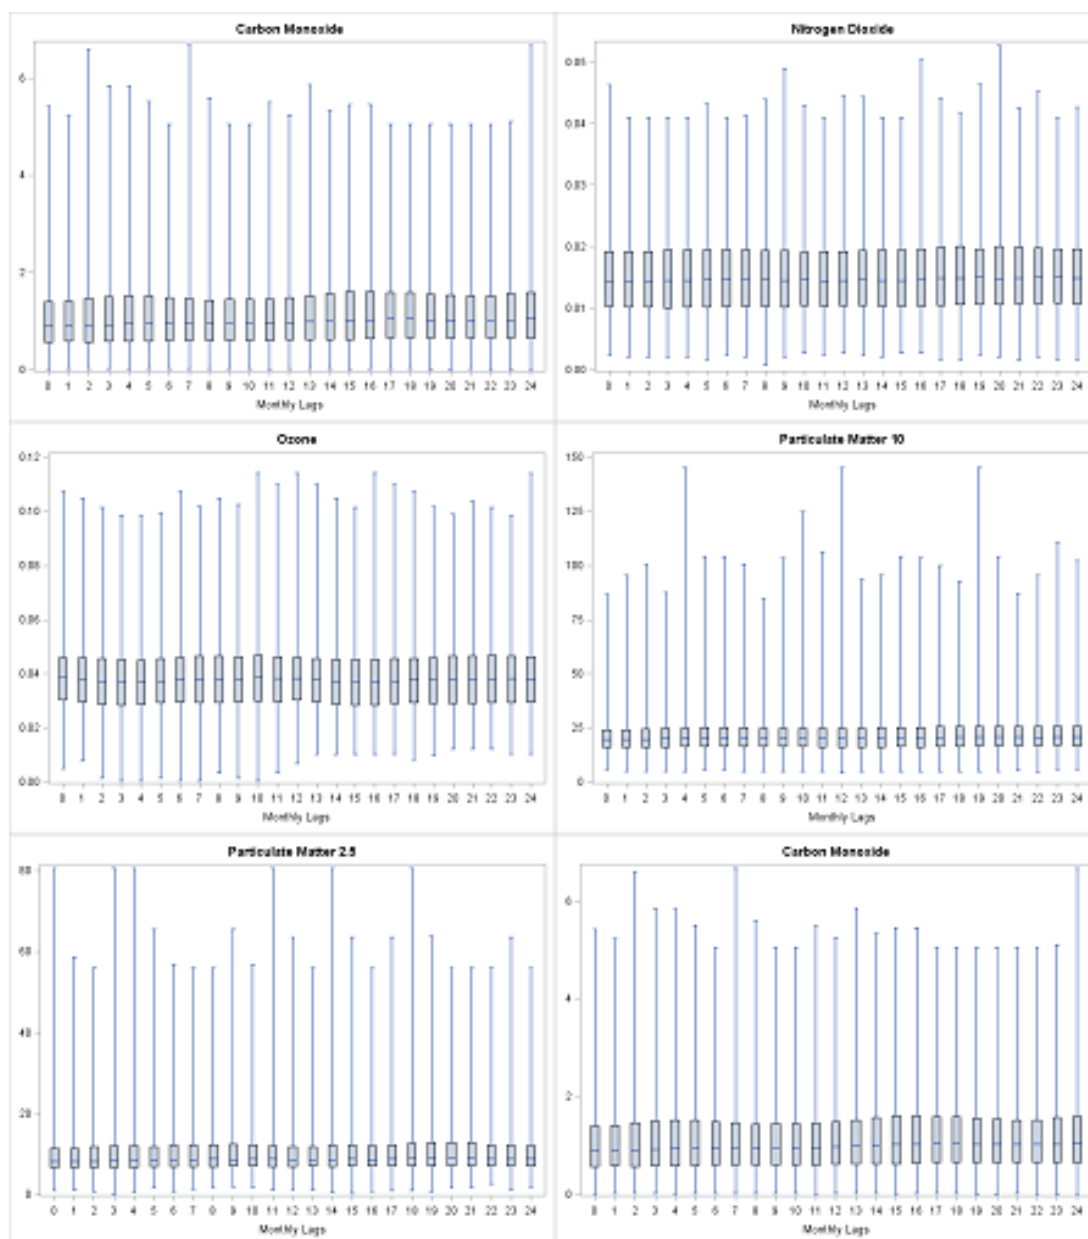 Carbon Monoxide
6
4
2
0
0 1 2 3 4 5 6 7 8 9 10 11 12 13 14 15 16 17 18 19 20 21 22 23 24
Monthly Lags
Nitrogen Dioxide
0.05
0.04
0.03
0.02
0.01
0.00
0 1 2 3 4 5 6 7 8 9 10 11 12 13 14 15 16 17 18 19 20 21 22 23 24
Monthly Lags
Ozone
0.12
0.10
0.08
0.06
0.04
0.02
0.00
0 1 2 3 4 5 6 7 8 9 10 11 12 13 14 15 16 17 18 19 20 21 22 23 24
Monthly Lags
Particulate Matter 10
150
125
100
75
50
25
0
0 1 2 3 4 5 6 7 8 9 10 11 12 13 14 15 16 17 18 19 20 21 22 23 24
Monthly Lags
Particulate Matter 2.5
80
60
40
20
0
0 1 2 3 4 5 6 7 8 9 10 11 12 13 14 15 16 17 18 19 20 21 22 23 24
Monthly Lags
Carbon Monoxide
6
4
2
0
0 1 2 3 4 5 6 7 8 9 10 11 12 13 14 15 16 17 18 19 20 21 22 23 24
Monthly Lags